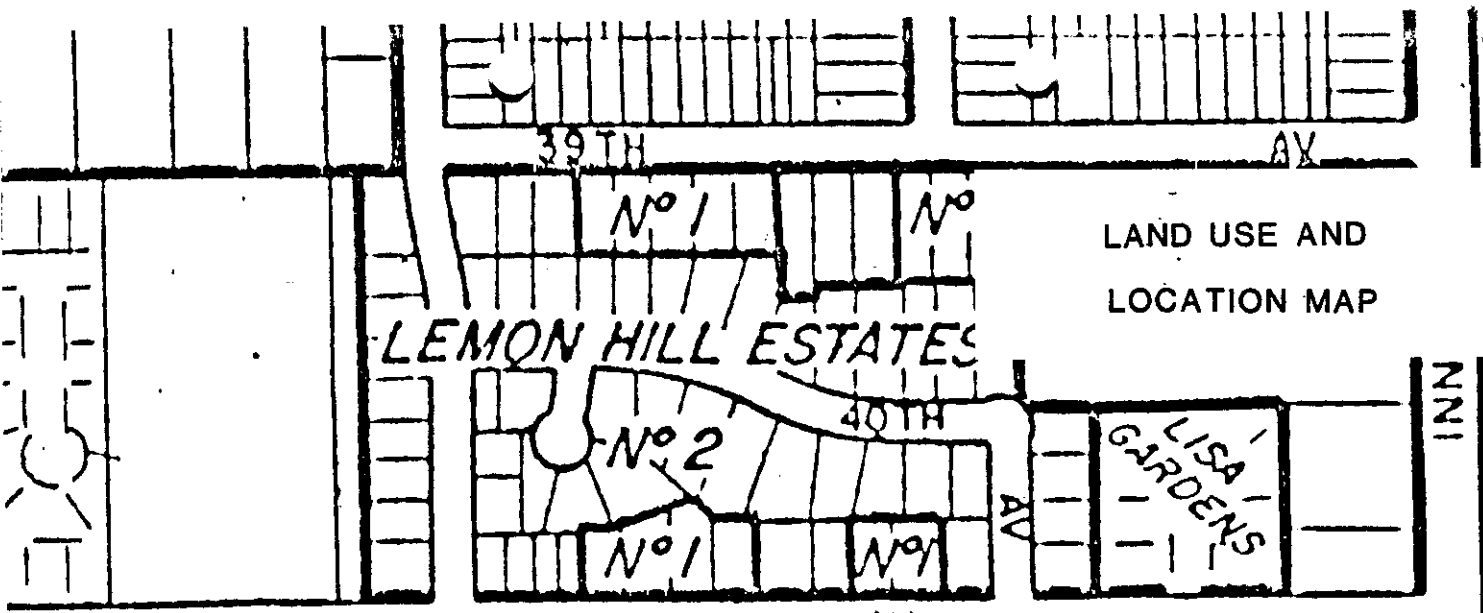 39TH AV
Nº 1
Nº
LAND USE AND
LOCATION MAP
LEMON HILL ESTATES
40TH
AV
Nº 2
LISA
GARDENS
NNI
Nº 1
Nº 1